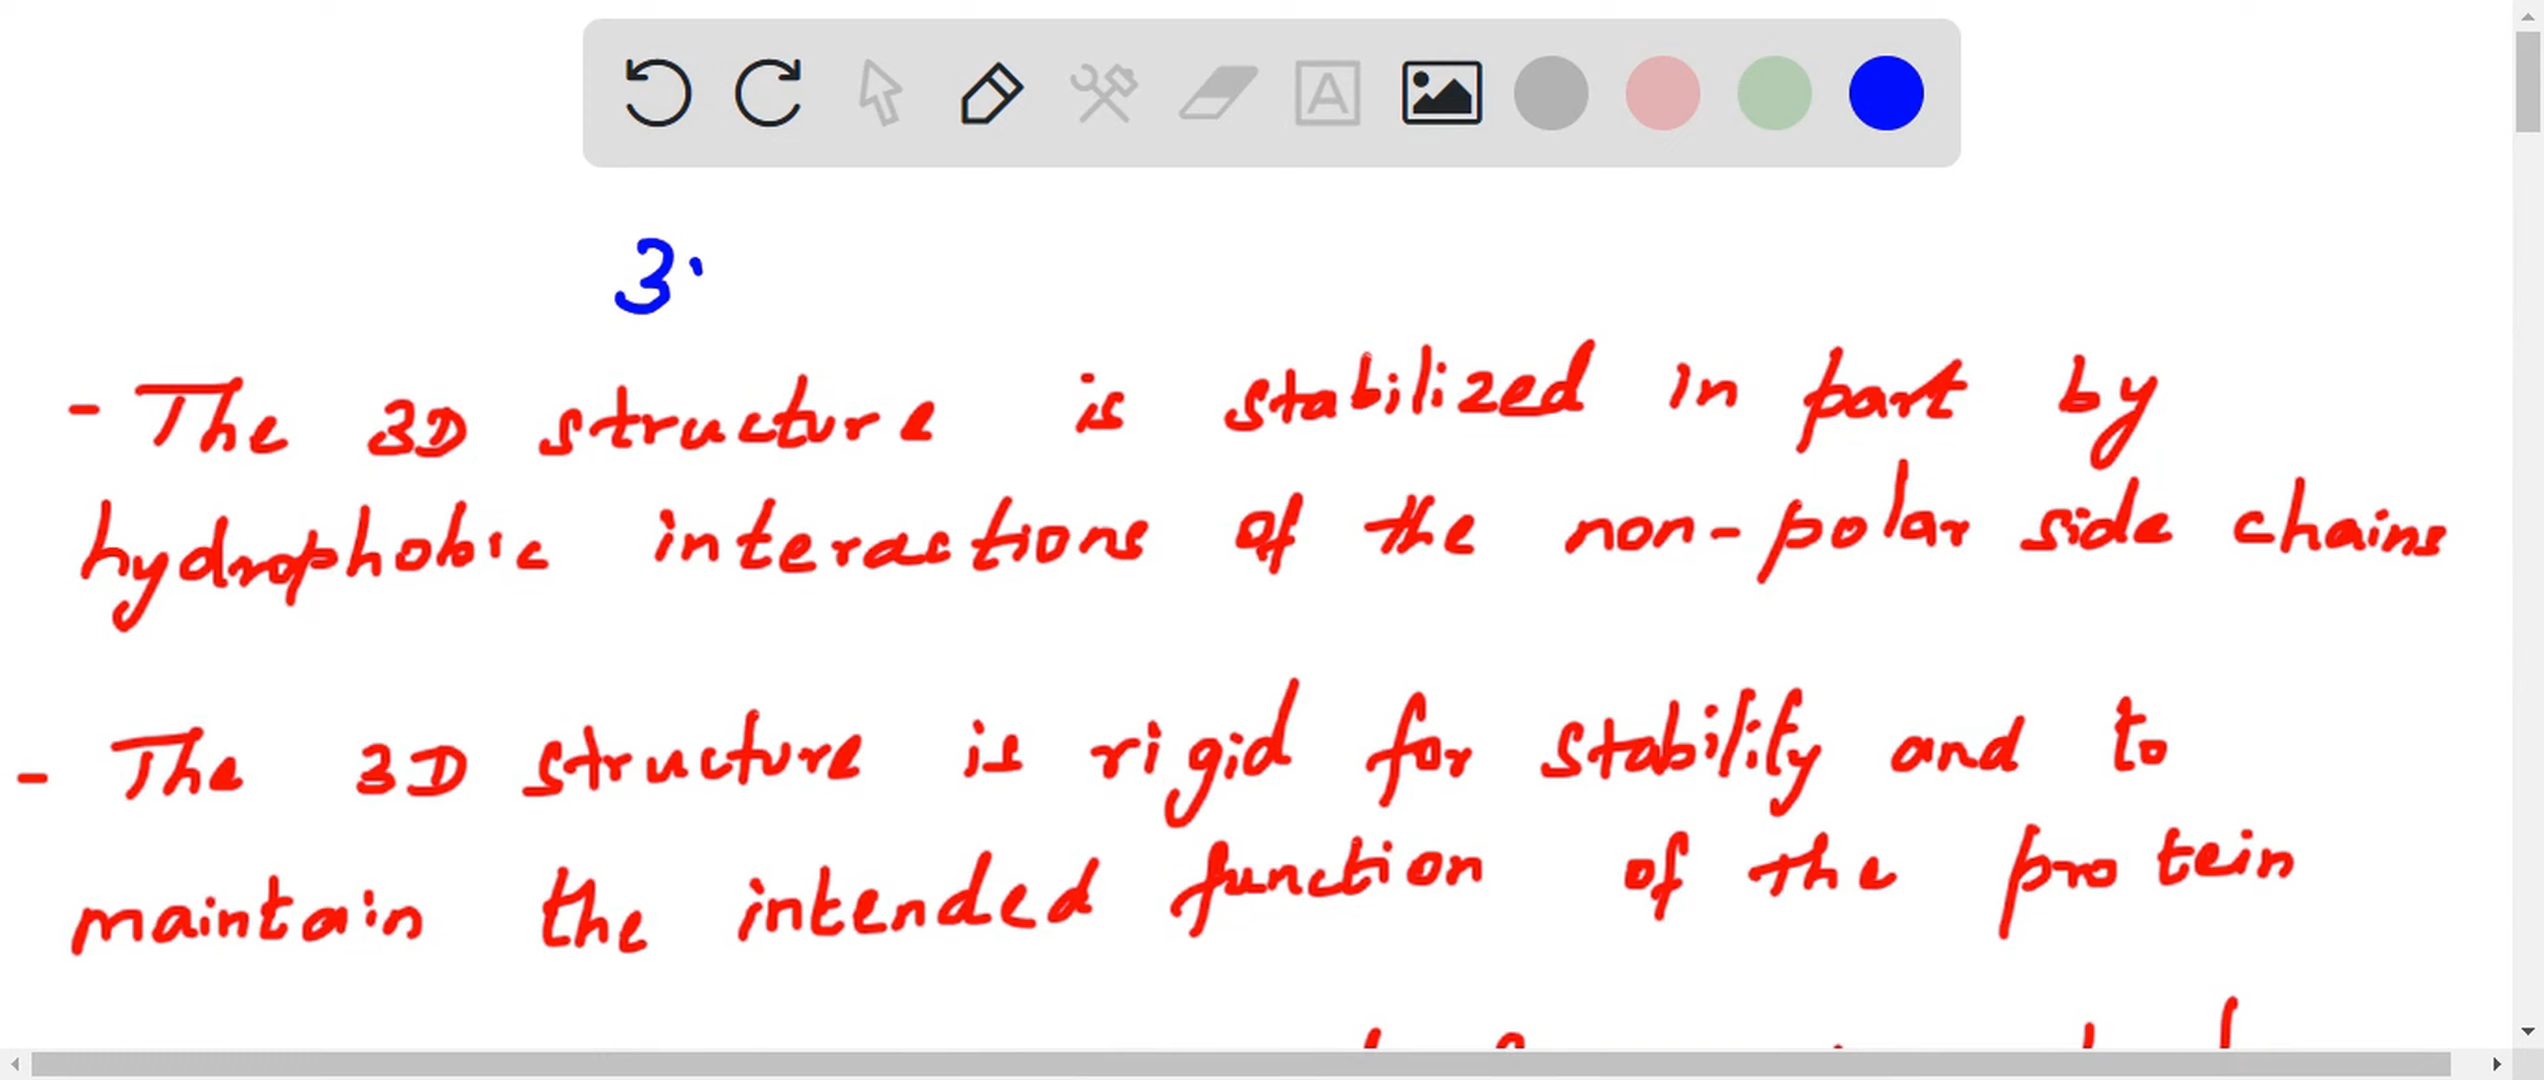 A
3.
- The 3D structure is stabilized in part by
hydrophobic interactions of the non-polar side chains
- The 3D structure is rigid for stability and to
maintain the intended function of the protein